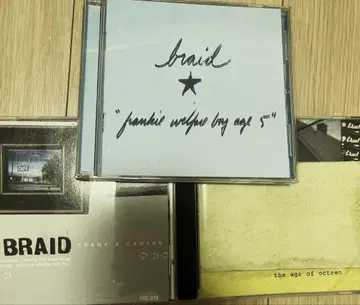 braid
"frankie welfare boy age 5"
BRAID
FRAME & CANVAS
the age of octeen